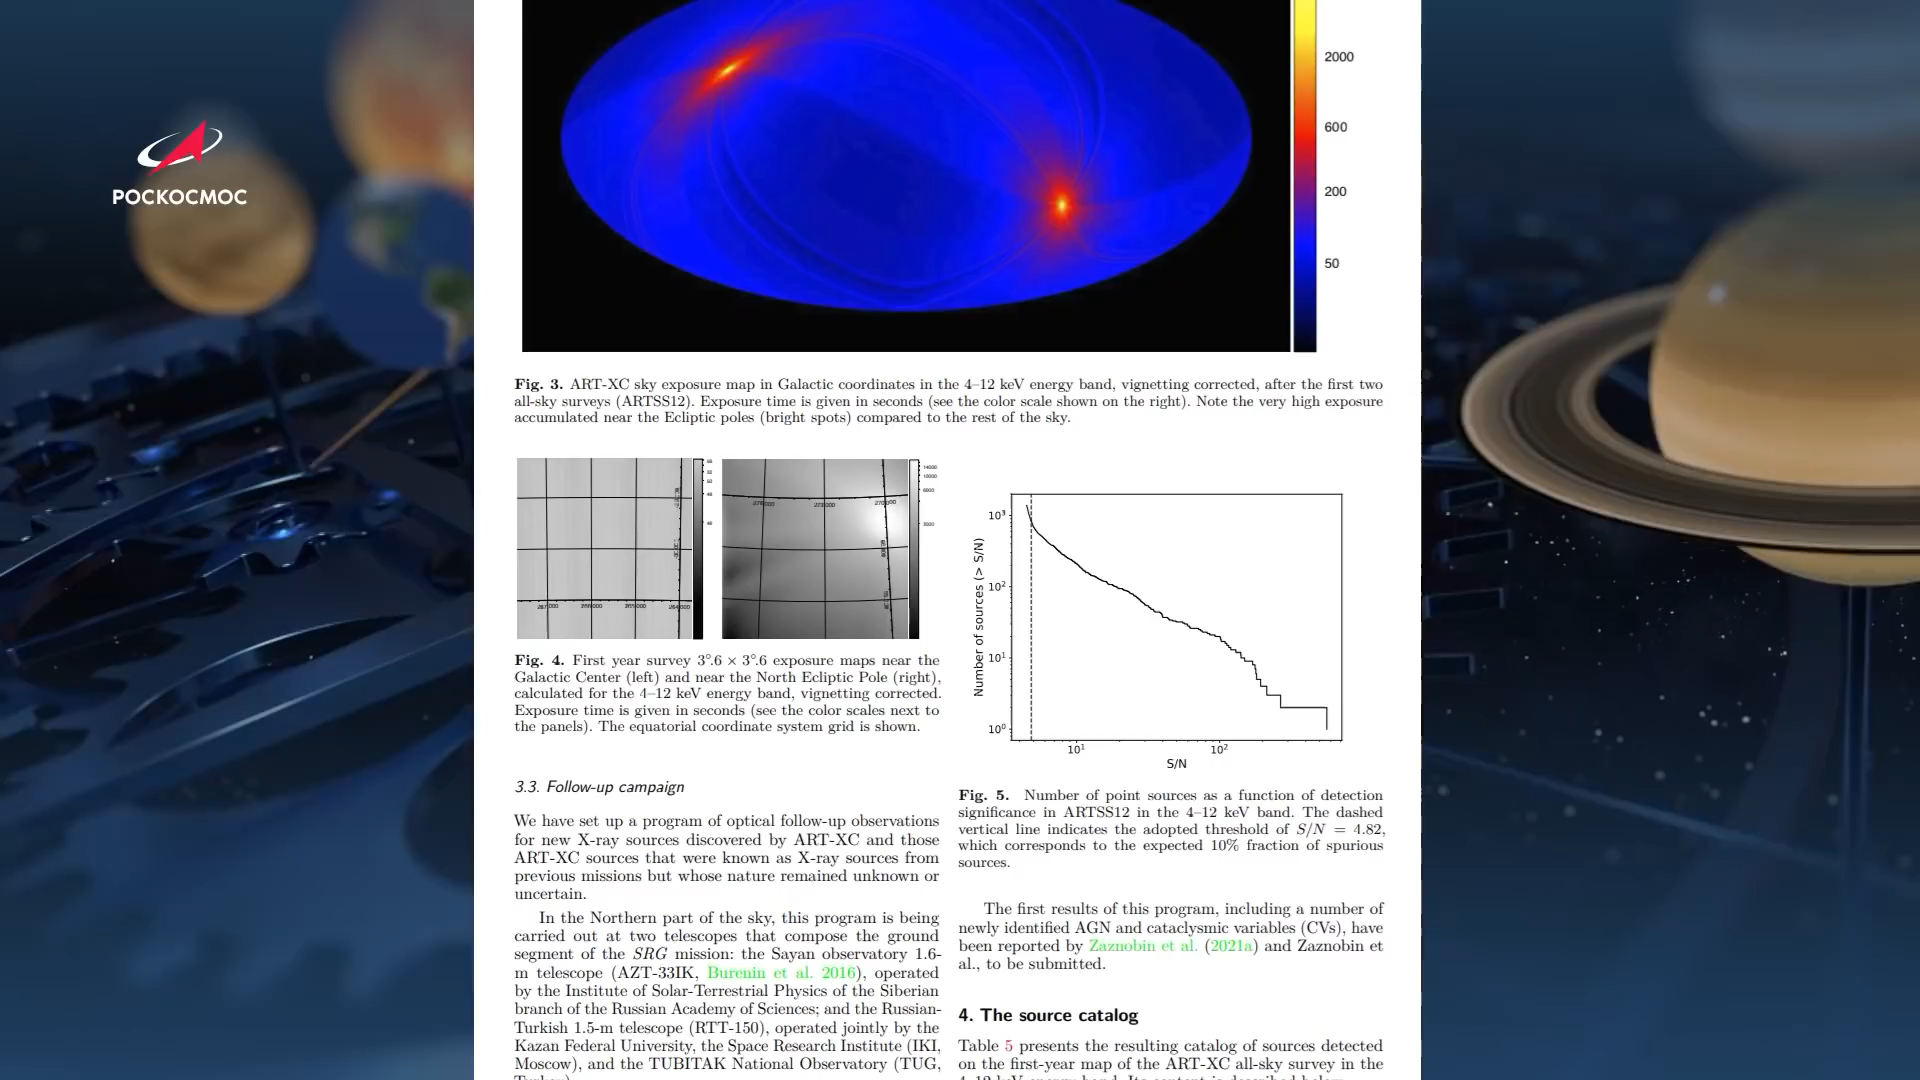 РОСКОСМОС
2000
600
200
50
Fig. 3. ART-XC sky exposure map in Galactic coordinates in the 4–12 keV energy band, vignetting corrected, after the first two
all-sky surveys (ARTSS12). Exposure time is given in seconds (see the color scale shown on the right). Note the very high exposure
accumulated near the Ecliptic poles (bright spots) compared to the rest of the sky.
Fig. 4. First year survey 3°.6 × 3°.6 exposure maps near the
Galactic Center (left) and near the North Ecliptic Pole (right),
calculated for the 4–12 keV energy band, vignetting corrected.
Exposure time is given in seconds (see the color scales next to
the panels). The equatorial coordinate system grid is shown.
3.3. Follow-up campaign
We have set up a program of optical follow-up observations
for new X-ray sources discovered by ART-XC and those
ART-XC sources that were known as X-ray sources from
previous missions but whose nature remained unknown or
uncertain.
In the Northern part of the sky, this program is being
carried out at two telescopes that compose the ground
segment of the SRG mission: the Sayan observatory 1.6-
m telescope (AZT-33IK, Burenin et al. 2016), operated
by the Institute of Solar-Terrestrial Physics of the Siberian
branch of the Russian Academy of Sciences; and the Russian-
Turkish 1.5-m telescope (RTT-150), operated jointly by the
Kazan Federal University, the Space Research Institute (IKI,
Moscow), and the TUBITAK National Observatory (TUG,
Number of sources (> S/N)
10³
10²
10¹
10⁰
10¹ 10²
S/N
Fig. 5. Number of point sources as a function of detection
significance in ARTSS12 in the 4–12 keV band. The dashed
vertical line indicates the adopted threshold of S/N = 4.82,
which corresponds to the expected 10% fraction of spurious
sources.
The first results of this program, including a number of
newly identified AGN and cataclysmic variables (CVs), have
been reported by Zaznobin et al. (2021a) and Zaznobin et
al., to be submitted.
4. The source catalog
Table 5 presents the resulting catalog of sources detected
on the first-year map of the ART-XC all-sky survey in the